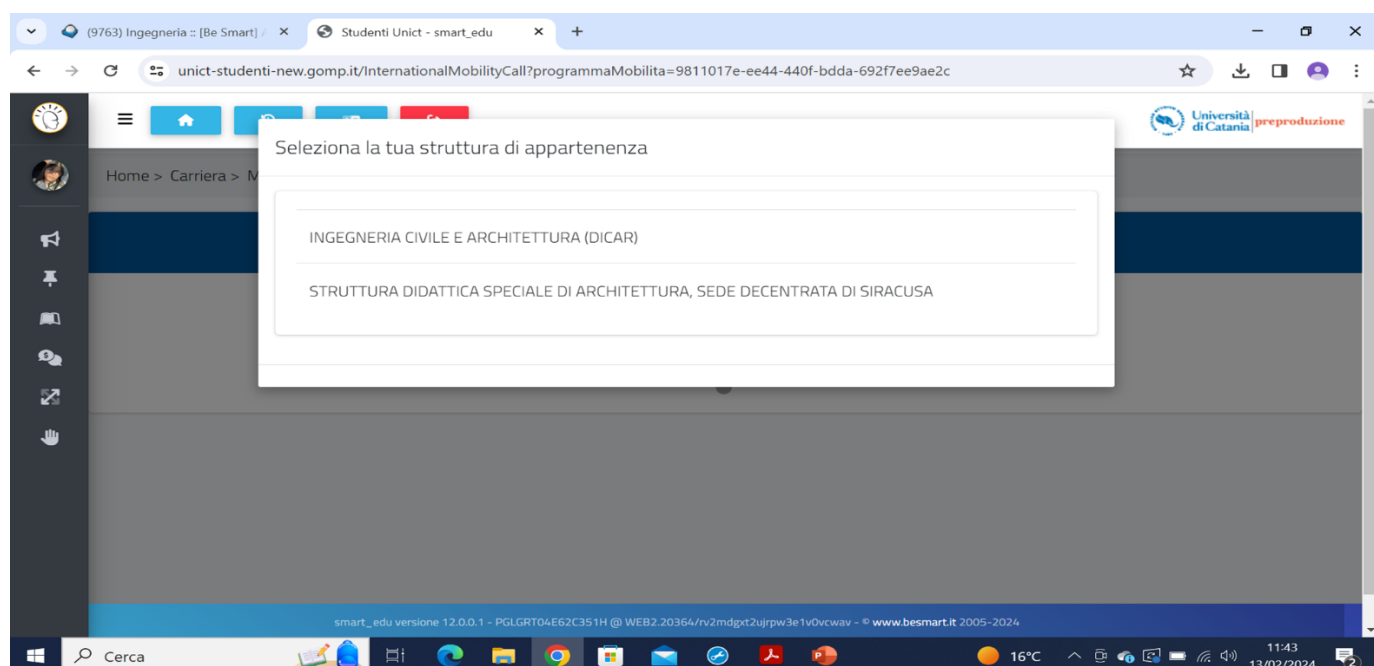 (9763) Ingegneria :: [Be Smart] /
Studenti Unict - smart_edu
unict-studenti-new.gomp.it/InternationalMobilityCall?programmaMobilita=9811017e-ee44-440f-bdda-692f7ee9ae2c
Università di Catania preproduzione
Seleziona la tua struttura di appartenenza
Home > Carriera > M
INGEGNERIA CIVILE E ARCHITETTURA (DICAR)
STRUTTURA DIDATTICA SPECIALE DI ARCHITETTURA, SEDE DECENTRATA DI SIRACUSA
smart_edu versione 12.0.0.1 - PGLGRT04E62C351H @ WEB2.20364/rv2mdgxt2ujrpw3e1v0vcwav - © www.besmart.it 2005-2024
Cerca
16°C
11:43
13/02/2024